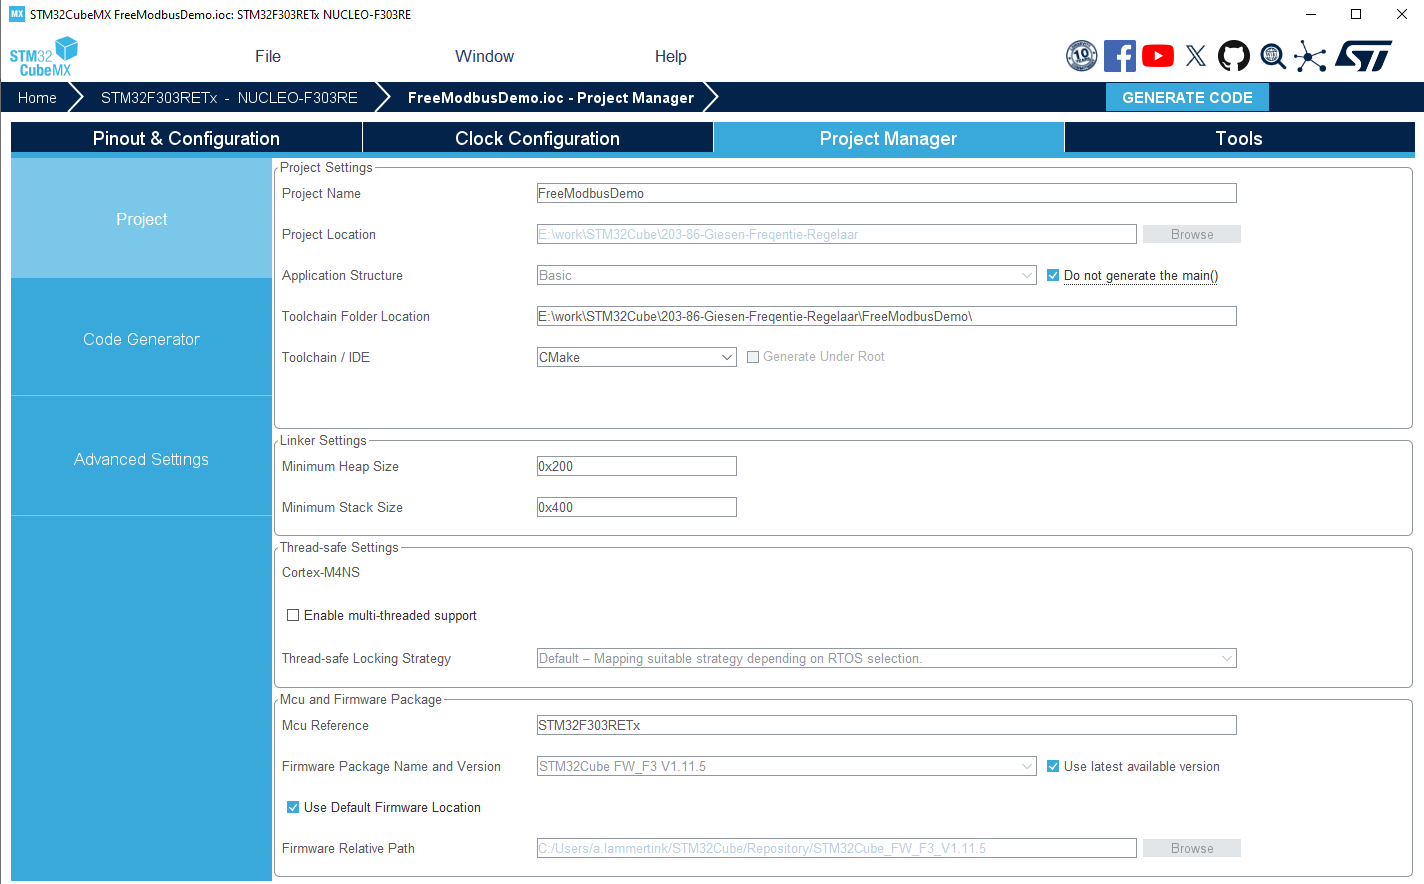 MX STM32CubeMX FreeModbusDemo.ioc: STM32F303RETx NUCLEO-F303RE
STM32
CubeMX
File Window Help
10
Home STM32F303RETx - NUCLEO-F303RE FreeModbusDemo.ioc - Project Manager GENERATE CODE
Pinout & Configuration Clock Configuration Project Manager Tools
Project
Code Generator
Advanced Settings
Project Settings
Project Name FreeModbusDemo
Project Location E:\work\STM32Cube\203-86-Giesen-Freqentie-Regelaar Browse
Application Structure Basic Do not generate the main()
Toolchain Folder Location E:\work\STM32Cube\203-86-Giesen-Freqentie-Regelaar\FreeModbusDemo\
Toolchain / IDE CMake Generate Under Root
Linker Settings
Minimum Heap Size 0x200
Minimum Stack Size 0x400
Thread-safe Settings
Cortex-M4NS
Enable multi-threaded support
Thread-safe Locking Strategy Default – Mapping suitable strategy depending on RTOS selection.
Mcu and Firmware Package
Mcu Reference STM32F303RETx
Firmware Package Name and Version STM32Cube FW_F3 V1.11.5 Use latest available version
Use Default Firmware Location
Firmware Relative Path C:/Users/a.lammertink/STM32Cube/Repository/STM32Cube_FW_F3_V1.11.5 Browse